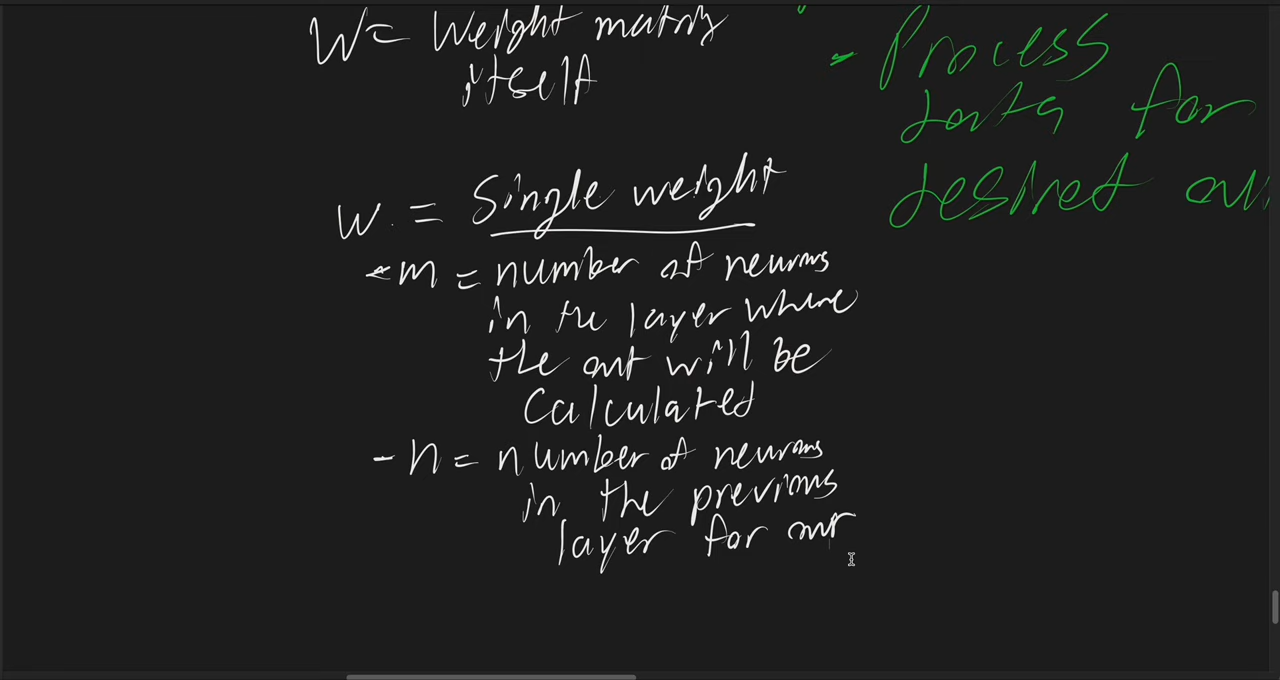 W = Weight matrix
itself
w = Single weight
- m = number of neurons
in the layer where
the out will be
Calculated
- n = number of neurons
in the previous
layer for out
- Process
data for
desired